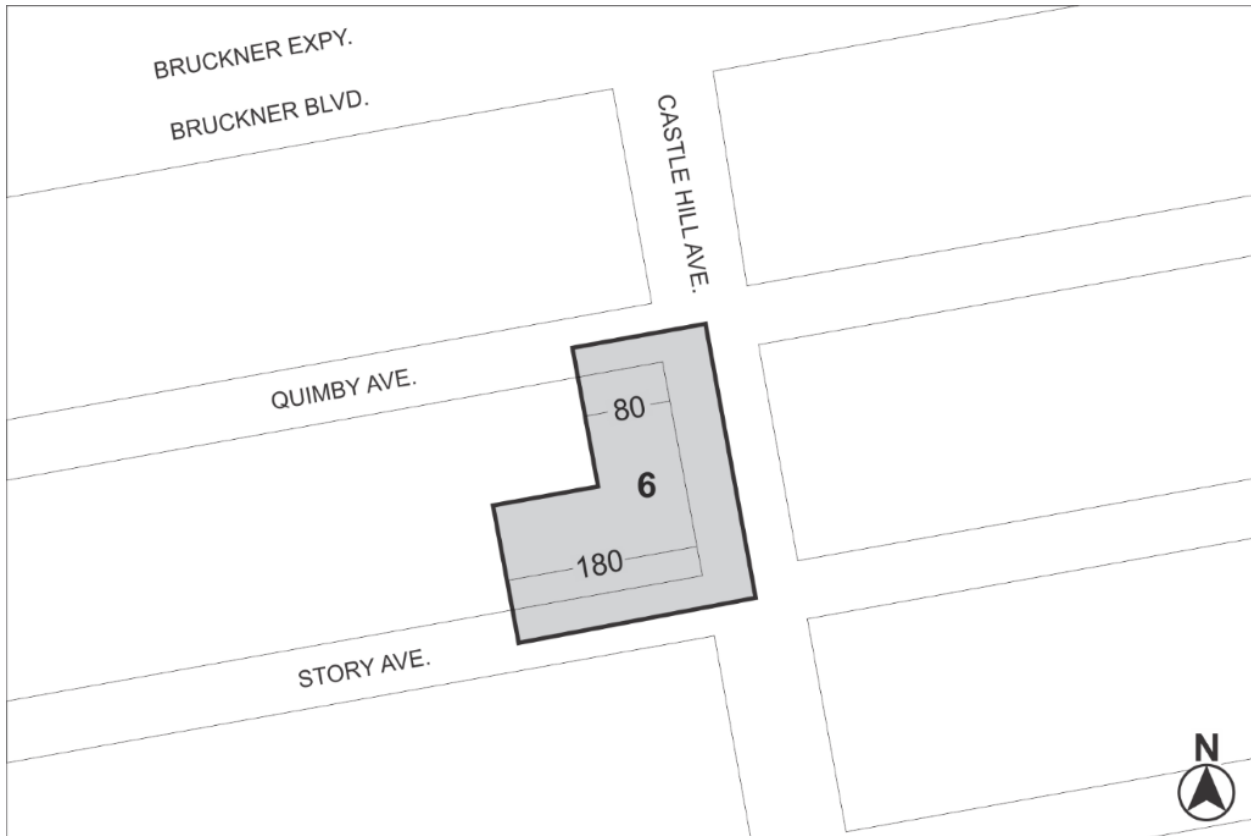 BRUCKNER EXPY.
BRUCKNER BLVD.
CASTLE HILL AVE.
QUIMBY AVE.
80
6
180
STORY AVE.
N